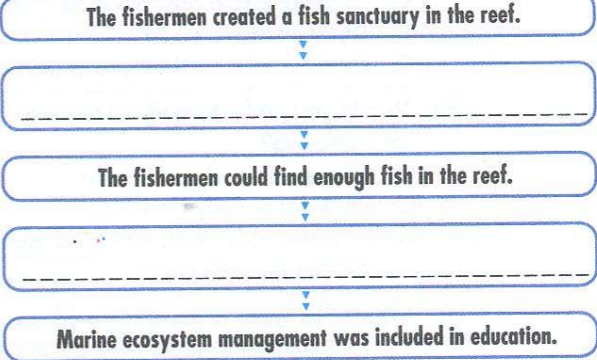 The fishermen created a fish sanctuary in the reef.
The fishermen could find enough fish in the reef.
Marine ecosystem management was included in education.